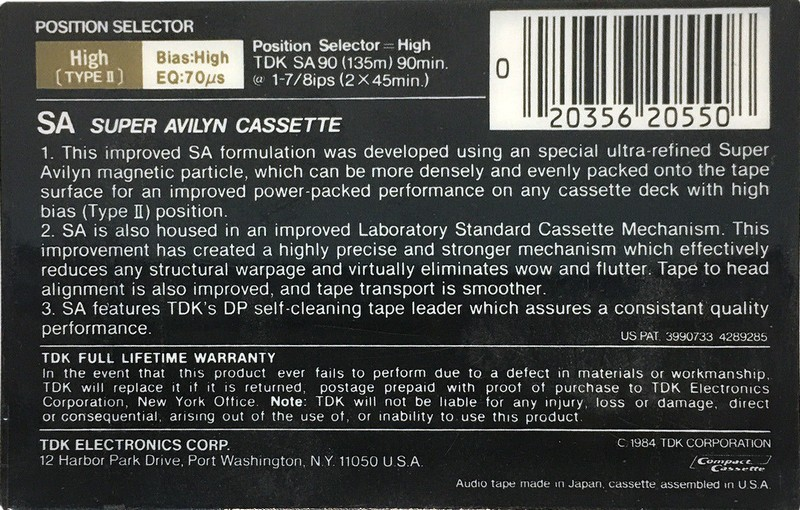 POSITION SELECTOR
High Bias:High Position Selector = High
(TYPE II) EQ:70µs TDK SA90 (135m) 90min.
@ 1-7/8ips (2×45min.)
0 20356 20550
SA SUPER AVILYN CASSETTE
1. This improved SA formulation was developed using an special ultra-refined Super
Avilyn magnetic particle, which can be more densely and evenly packed onto the tape
surface for an improved power-packed performance on any cassette deck with high
bias (Type II) position.
2. SA is also housed in an improved Laboratory Standard Cassette Mechanism. This
improvement has created a highly precise and stronger mechanism which effectively
reduces any structural warpage and virtually eliminates wow and flutter. Tape to head
alignment is also improved, and tape transport is smoother.
3. SA features TDK's DP self-cleaning tape leader which assures a consistant quality
performance.
US PAT. 3990733 4289285
TDK FULL LIFETIME WARRANTY
In the event that this product ever fails to perform due to a defect in materials or workmanship,
TDK will replace it if it is returned, postage prepaid with proof of purchase to TDK Electronics
Corporation, New York Office. Note: TDK will not be liable for any injury, loss or damage, direct
or consequential, arising out of the use of, or inability to use this product.
TDK ELECTRONICS CORP. C.1984 TDK CORPORATION
12 Harbor Park Drive, Port Washington, N.Y. 11050 U.S.A.
Compact
Cassette
Audio tape made in Japan, cassette assembled in U.S.A.